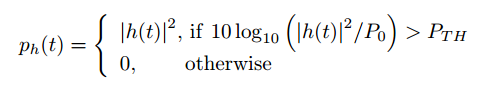 p_h(t) = { |h(t)|^2, if 10 log_10 (|h(t)|^2/P_0) > P_TH
0, otherwise